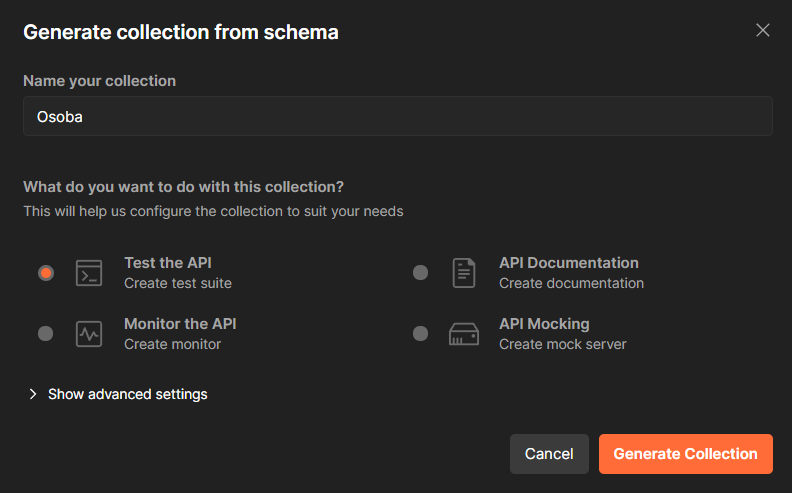 Generate collection from schema
Name your collection
Osoba
What do you want to do with this collection?
This will help us configure the collection to suit your needs
Test the API
Create test suite
API Documentation
Create documentation
Monitor the API
Create monitor
API Mocking
Create mock server
Show advanced settings
Cancel
Generate Collection